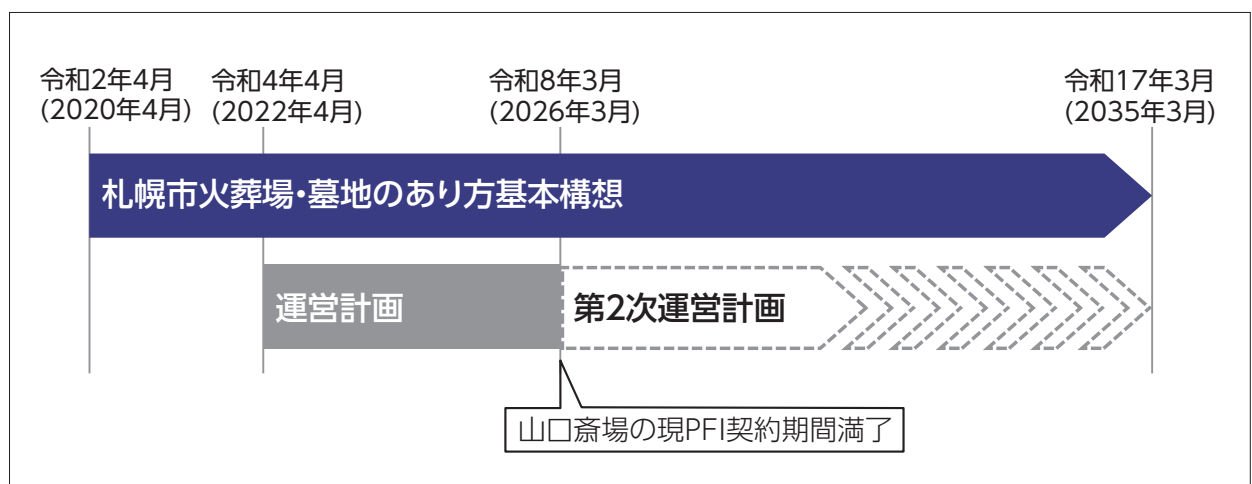 令和2年4月
(2020年4月)
令和4年4月
(2022年4月)
令和8年3月
(2026年3月)
令和17年3月
(2035年3月)
札幌市火葬場・墓地のあり方基本構想
運営計画
第2次運営計画
山口斎場の現PFI契約期間満了